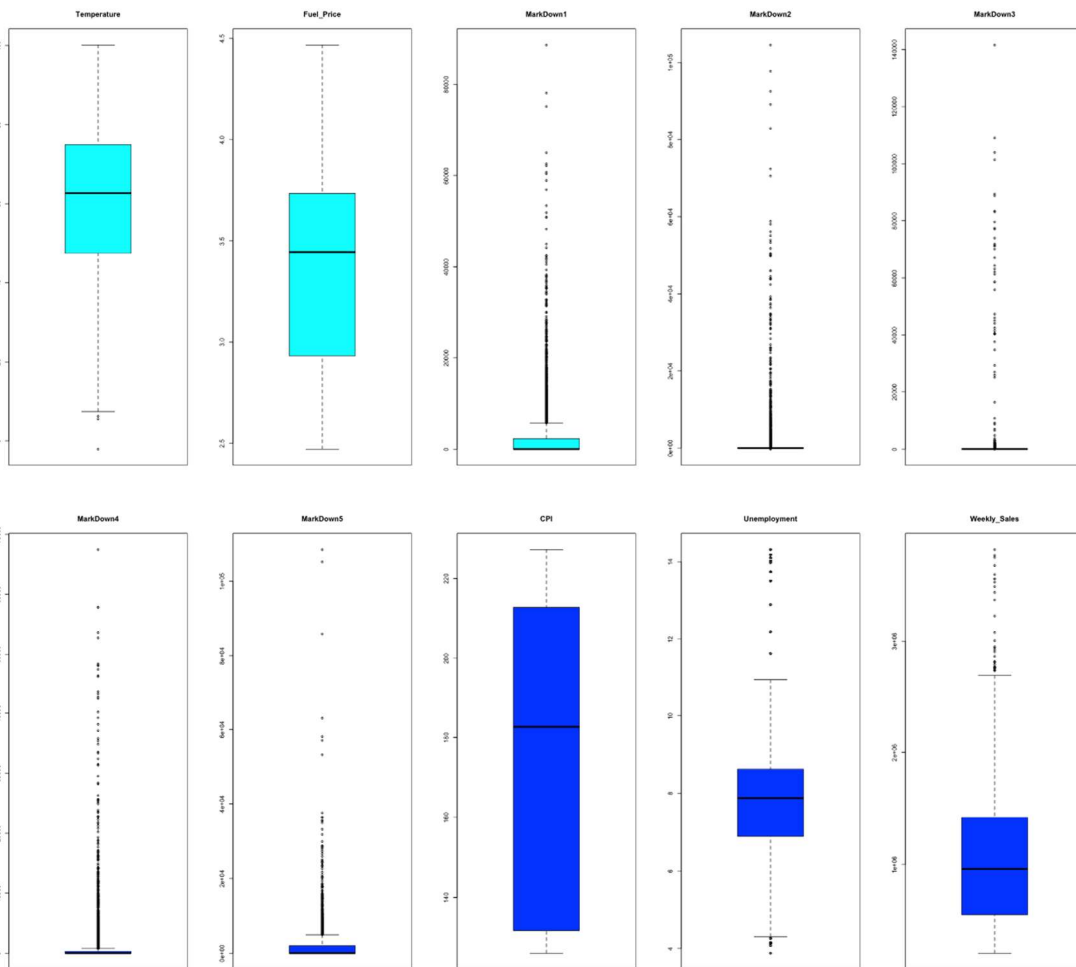 Temperature
Fuel_Price
2.5
3.0
3.5
4.0
4.5
MarkDown1
0
20000
40000
60000
80000
MarkDown2
0e+00
2e+04
4e+04
6e+04
8e+04
1e+05
MarkDown3
0
20000
40000
60000
80000
100000
120000
140000
MarkDown4
MarkDown5
0e+00
2e+04
4e+04
6e+04
8e+04
1e+05
CPI
140
160
180
200
220
Unemployment
4
6
8
10
12
14
Weekly_Sales
1e+06
2e+06
3e+06